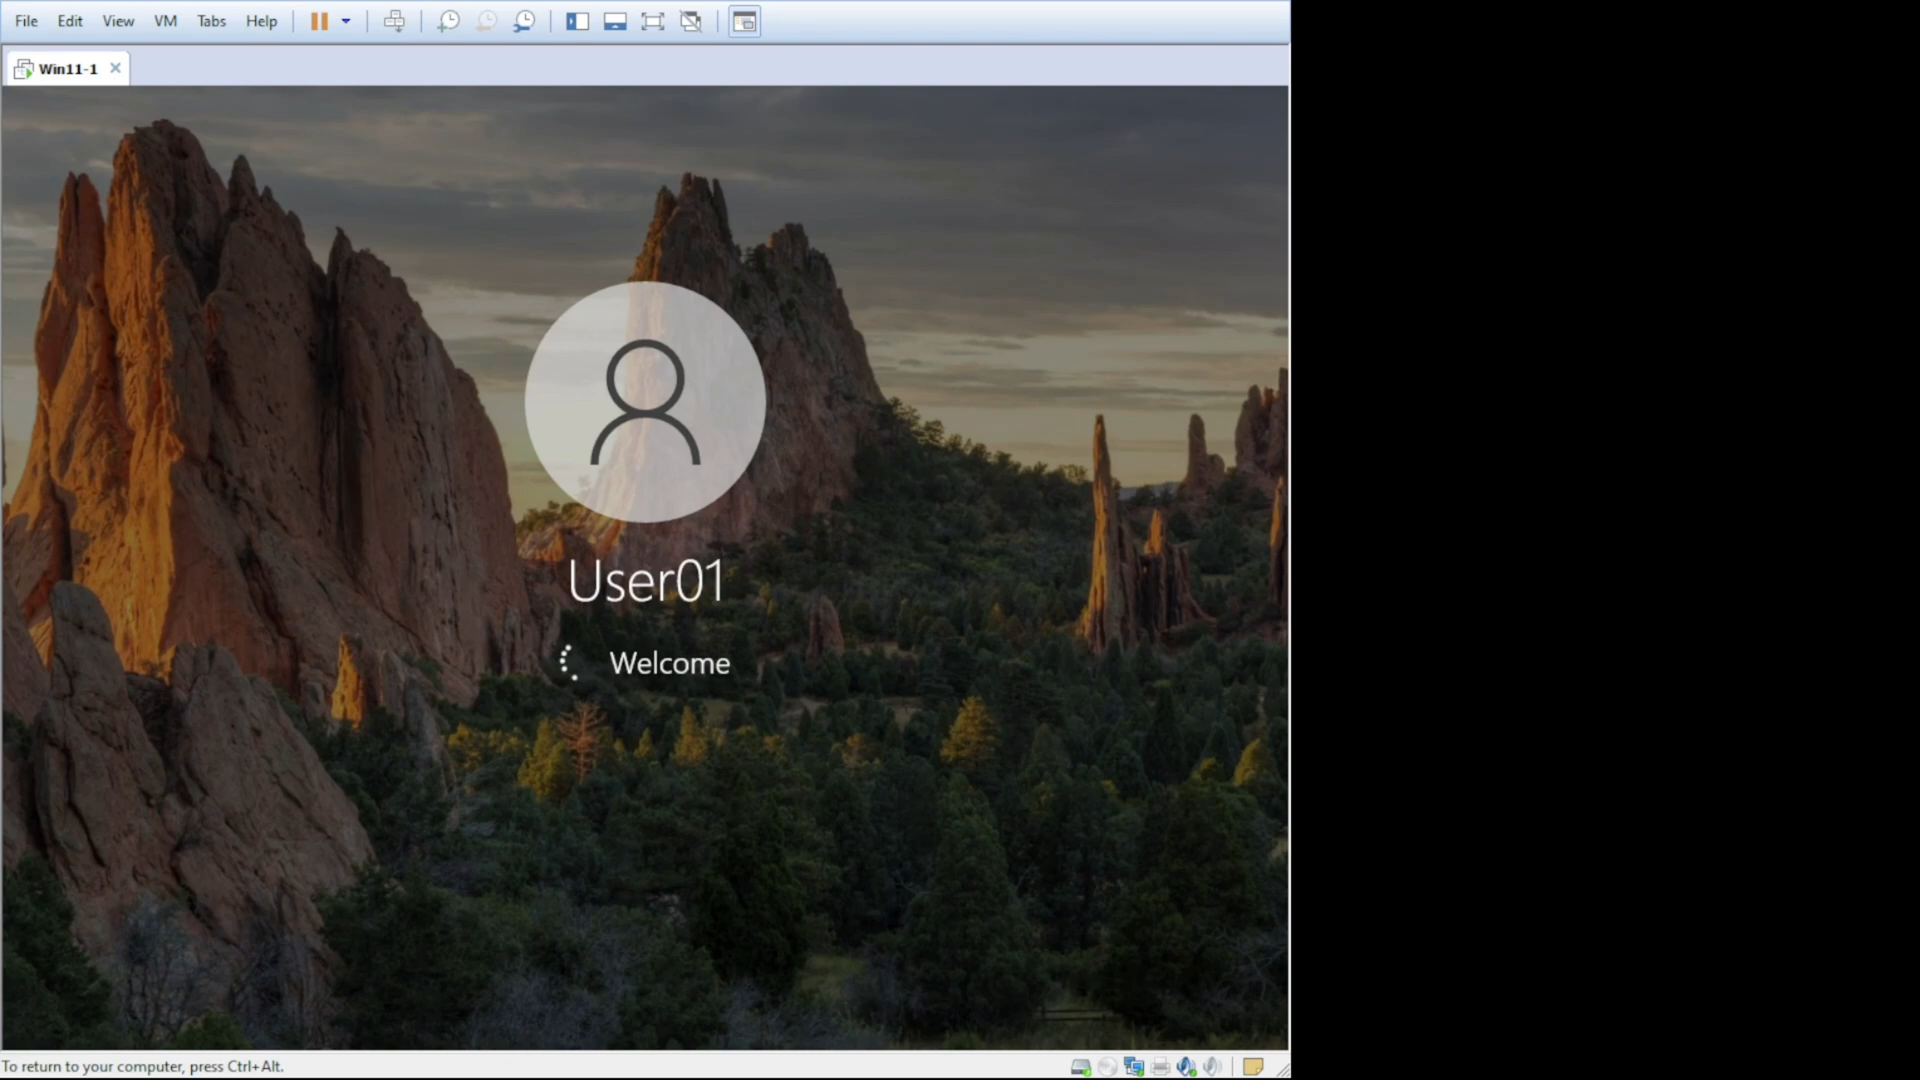 File Edit View VM Tabs Help
Win11-1
User01
Welcome
To return to your computer, press Ctrl+Alt.